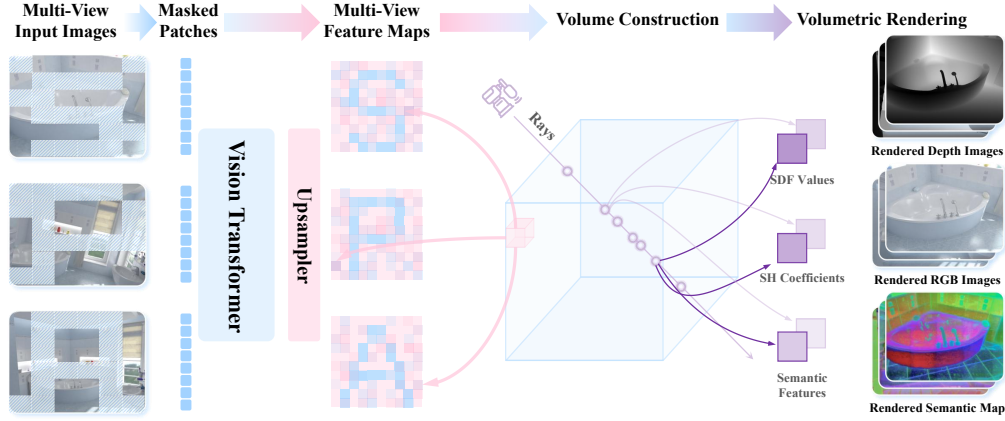 Multi-View
Input Images
Masked
Patches
Multi-View
Feature Maps
Volume Construction
Volumetric Rendering
Vision Transformer
Upsampler
Rays
SDF Values
SH Coefficients
Semantic
Features
Rendered Depth Images
Rendered RGB Images
Rendered Semantic Map